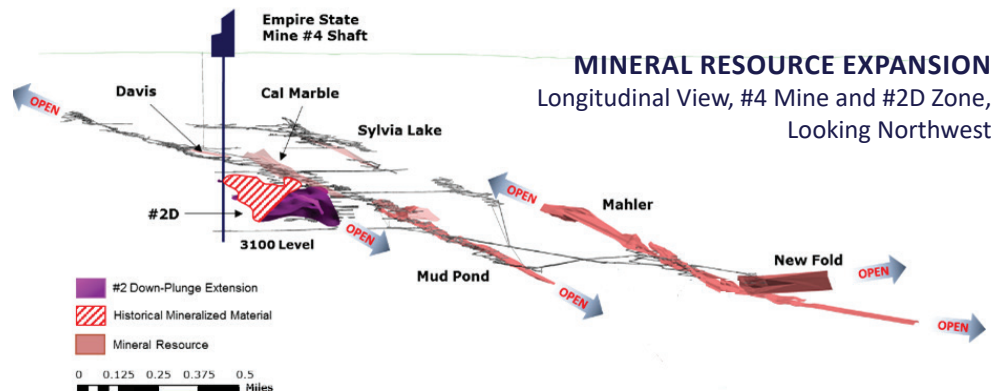 Empire State
Mine #4 Shaft
MINERAL RESOURCE EXPANSION
Longitudinal View, #4 Mine and #2D Zone,
Looking Northwest
OPEN
Davis
Cal Marble
Sylvia Lake
#2D
3100 Level
OPEN
Mud Pond
OPEN
OPEN
Mahler
New Fold
OPEN
OPEN
#2 Down-Plunge Extension
Historical Mineralized Material
Mineral Resource
0 0.125 0.25 0.375 0.5
Miles